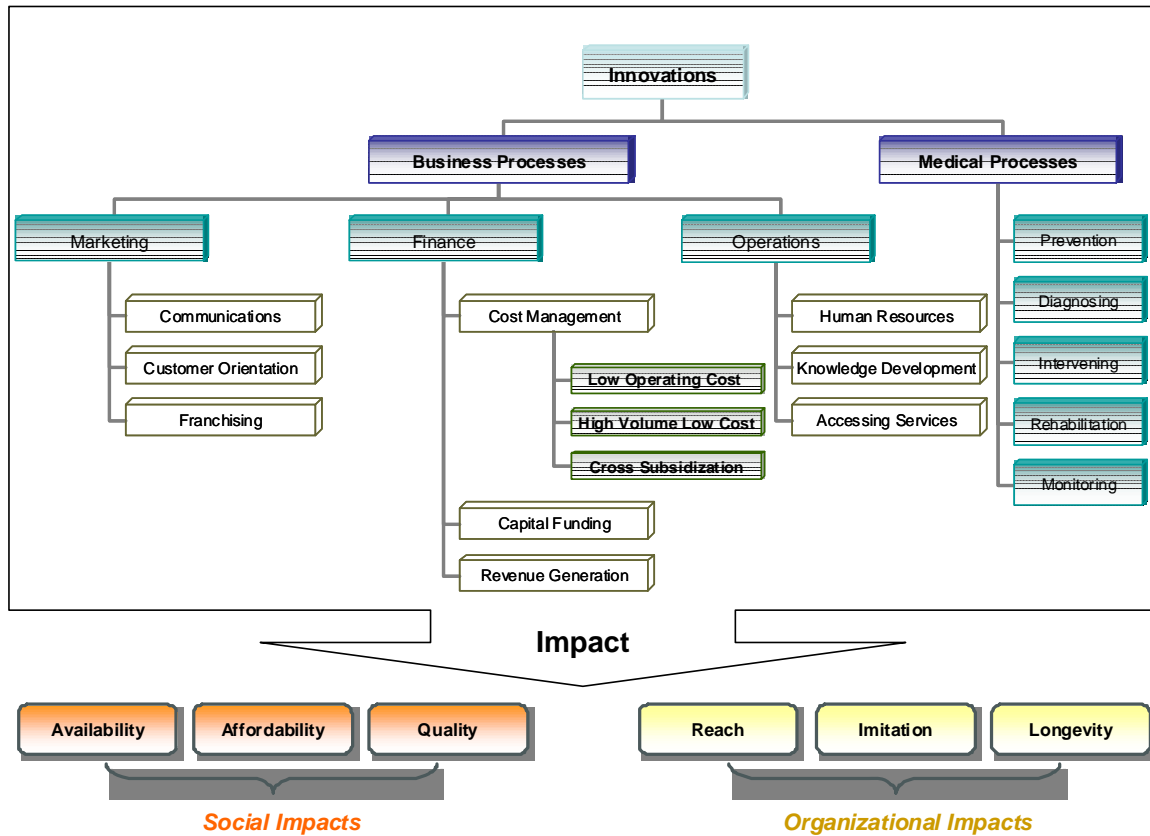 Innovations
Business Processes
Medical Processes
Marketing
Finance
Operations
Prevention
Communications
Cost Management
Human Resources
Diagnosing
Customer Orientation
Low Operating Cost
Knowledge Development
Intervening
Franchising
High Volume Low Cost
Accessing Services
Rehabilitation
Cross Subsidization
Monitoring
Capital Funding
Revenue Generation
Impact
Availability
Affordability
Quality
Reach
Imitation
Longevity
Social Impacts
Organizational Impacts